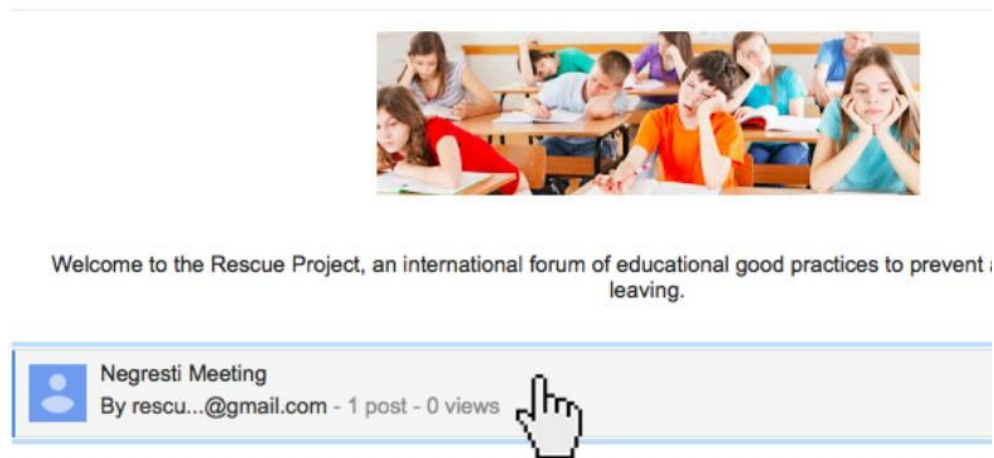 Welcome to the Rescue Project, an international forum of educational good practices to prevent
leaving.
Negresti Meeting
By rescu...@gmail.com - 1 post - 0 views